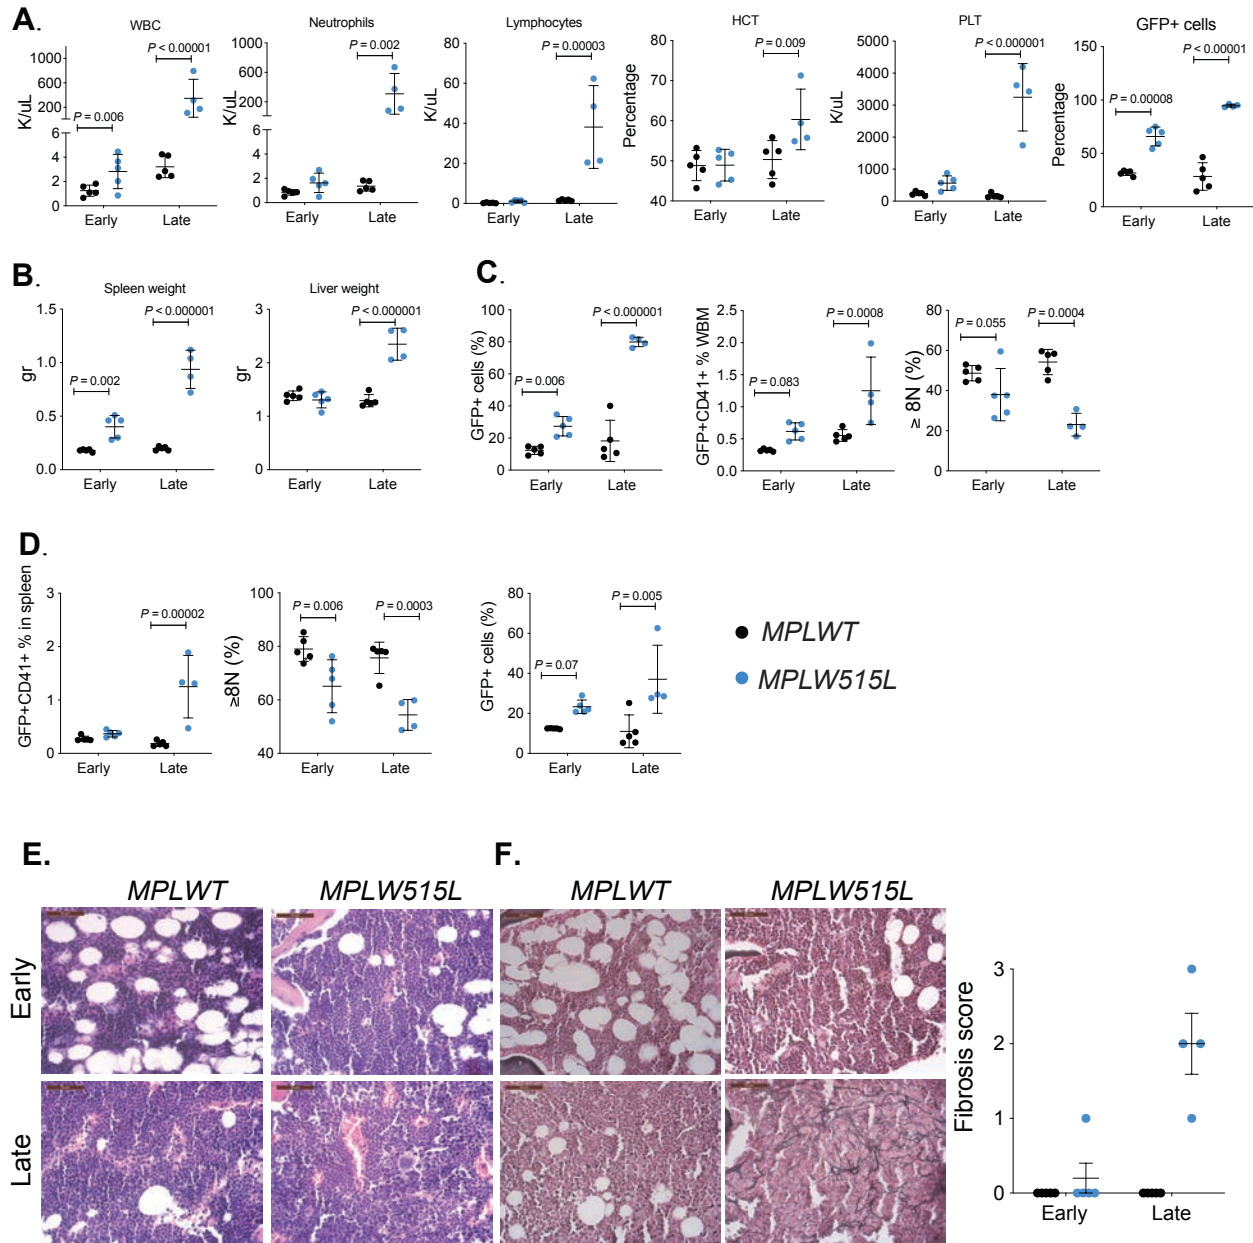 A.
WBC
Neutrophils
Lymphocytes
HCT
PLT
GFP+ cells
K/uL
1000
600
200
6
4
2
0
P = 0.006
P < 0.00001
Early
Late
K/uL
1000
600
200
6
4
2
0
P = 0.002
Early
Late
K/uL
80
60
40
20
0
P = 0.00003
Early
Late
Percentage
80
70
60
50
40
P = 0.009
Early
Late
K/uL
5000
4000
3000
2000
1000
0
P < 0.000001
Early
Late
Percentage
150
100
50
0
P = 0.00008
P < 0.00001
Early
Late
B.
Spleen weight
gr
1.5
1.0
0.5
0.0
P = 0.002
P < 0.000001
Early
Late
Liver weight
gr
3
2
1
0
P < 0.000001
Early
Late
C.
GFP+ cells (%)
100
80
60
40
20
0
P = 0.006
P < 0.000001
Early
Late
GFP+CD41+ % WBM
2.5
2.0
1.5
1.0
0.5
0.0
P = 0.083
P = 0.0008
Early
Late
≥ 8N (%)
80
60
40
20
0
P = 0.055
P = 0.0004
Early
Late
D.
GFP+CD41+ % in spleen
3
2
1
0
P = 0.00002
Early
Late
≥8N (%)
100
80
60
40
P = 0.006
P = 0.0003
Early
Late
GFP+ cells (%)
80
60
40
20
0
P = 0.07
P = 0.005
Early
Late
MPLWT
MPLW515L
E.
MPLWT
MPLW515L
Early
Late
F.
MPLWT
MPLW515L
Fibrosis score
3
2
1
0
Early
Late